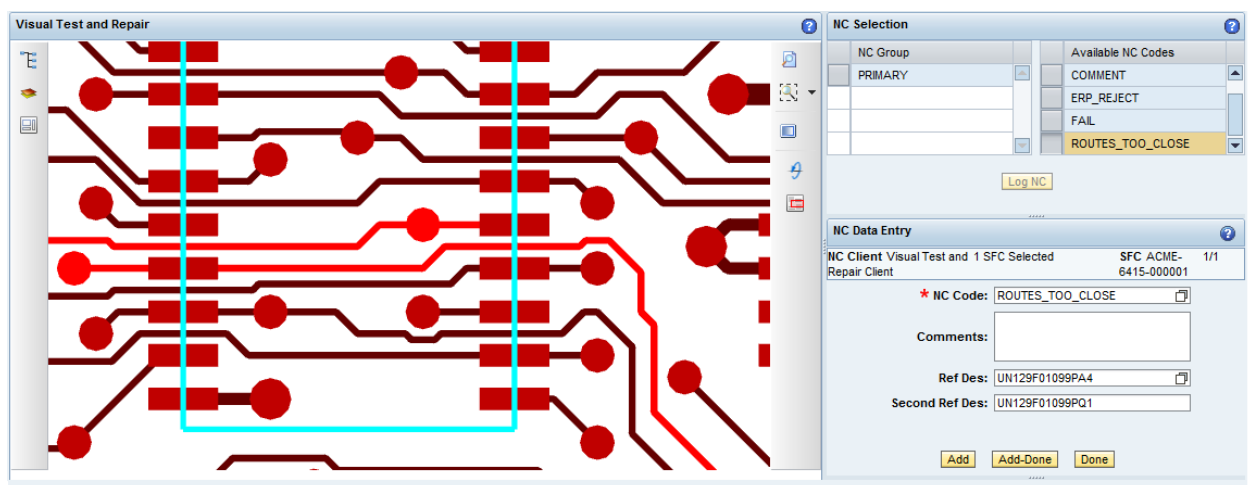 Visual Test and Repair
NC Selection
NC Group
Available NC Codes
PRIMARY
COMMENT
ERP_REJECT
FAIL
ROUTES_TOO_CLOSE
Log NC
NC Data Entry
NC Client Visual Test and 1 SFC Selected
Repair Client
SFC ACME-
6415-000001
1/1
* NC Code: ROUTES_TOO_CLOSE
Comments:
Ref Des: UN129F01099PA4
Second Ref Des: UN129F01099PQ1
Add Add-Done Done